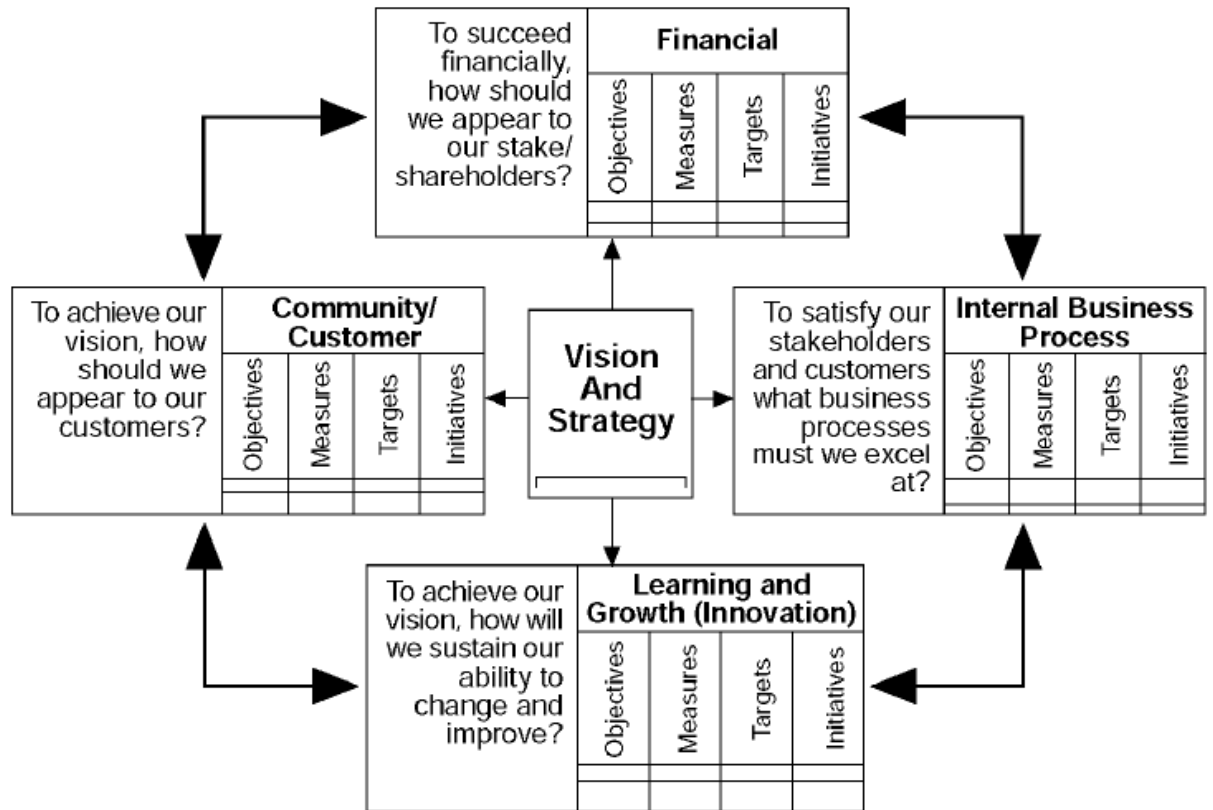 To succeed
financially,
how should
we appear to
our stake/
shareholders?
Financial
Objectives
Measures
Targets
Initiatives
To achieve our
vision, how
should we
appear to our
customers?
Community/
Customer
Objectives
Measures
Targets
Initiatives
Vision
And
Strategy
To satisfy our
stakeholders
and customers
what business
processes
must we excel
at?
Internal Business
Process
Objectives
Measures
Targets
Initiatives
To achieve our
vision, how will
we sustain our
ability to
change and
improve?
Learning and
Growth (Innovation)
Objectives
Measures
Targets
Initiatives